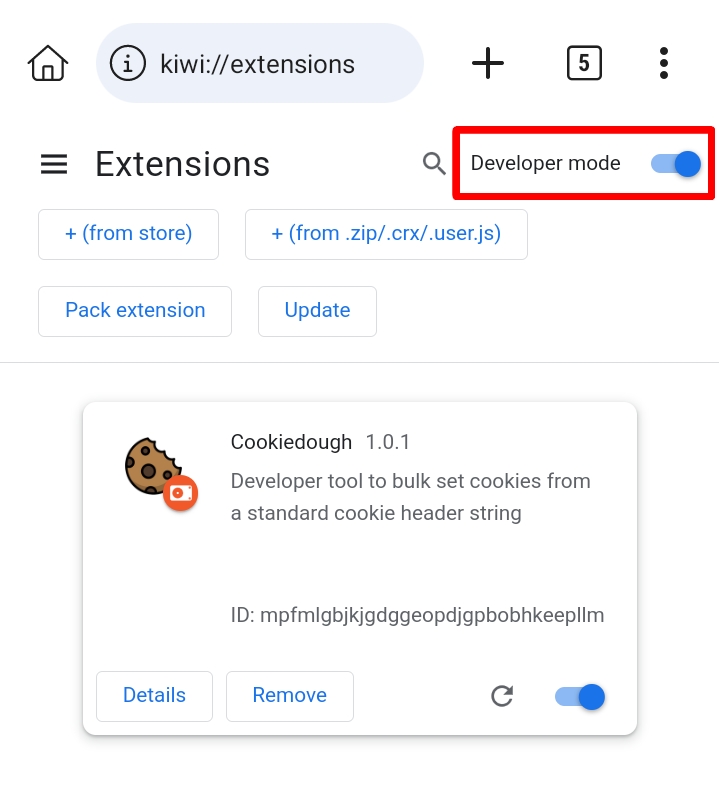 kiwi://extensions
5
Extensions
Developer mode
+ (from store)
+ (from .zip/.crx/.user.js)
Pack extension
Update
Cookiedough 1.0.1
Developer tool to bulk set cookies from
a standard cookie header string
ID: mpfmlgbjkjgdggeopdjgpbobhkeepllm
Details
Remove